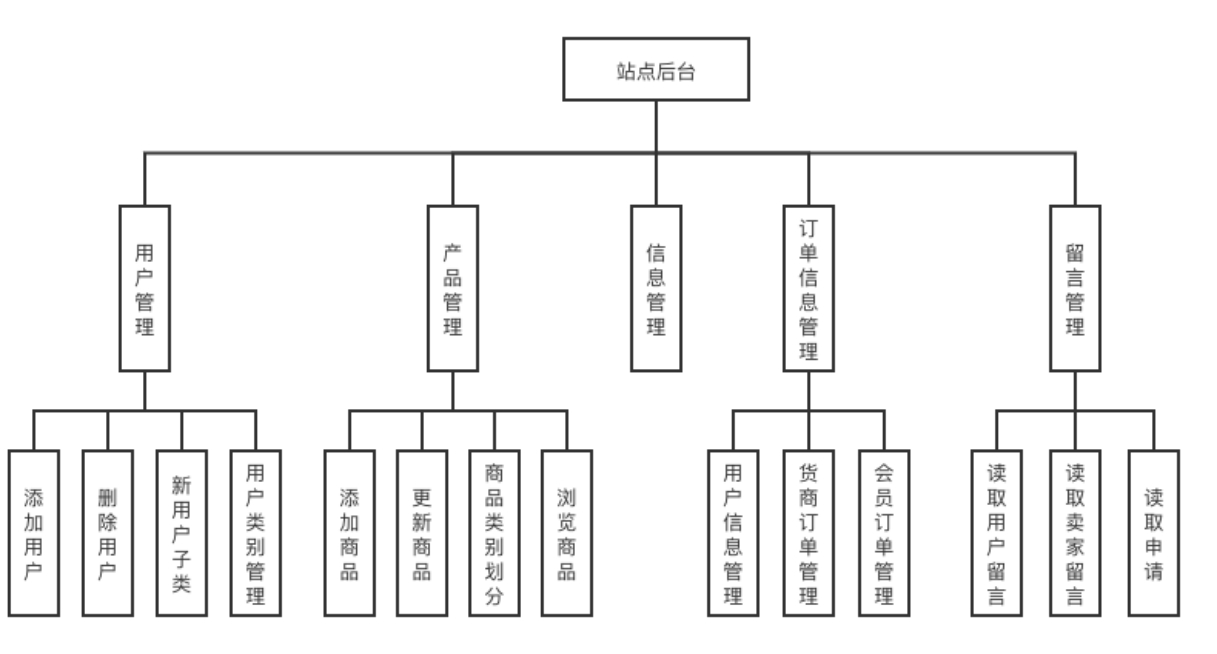 站点后台
用户管理
产品管理
信息管理
订单信息管理
留言管理
添加用户
删除用户
新用户子类
用户类别管理
添加商品
更新商品
商品类别划分
浏览商品
用户信息管理
货商订单管理
会员订单管理
读取用户留言
读取卖家留言
读取申请